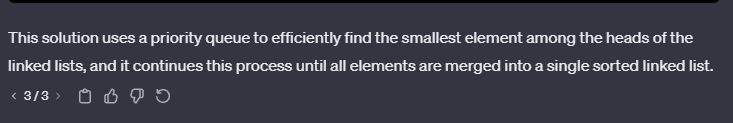 This solution uses a priority queue to efficiently find the smallest element among the heads of the
linked lists, and it continues this process until all elements are merged into a single sorted linked list.
< 3 / 3 >